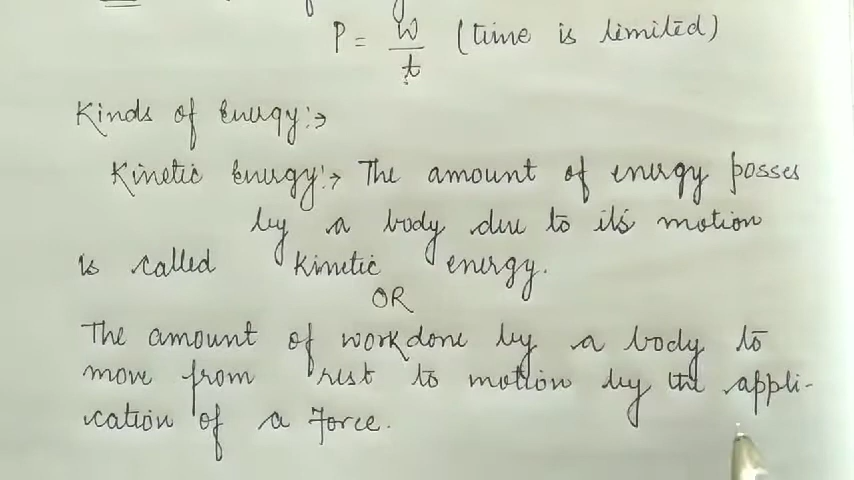 P = W/t (time is limited)
Kinds of Energy:→
Kinetic Energy:→ The amount of energy posses
by a body due to it's motion
is called kinetic energy.
OR
The amount of workdone by a body to
move from rest to motion by the appli-
cation of a Force.